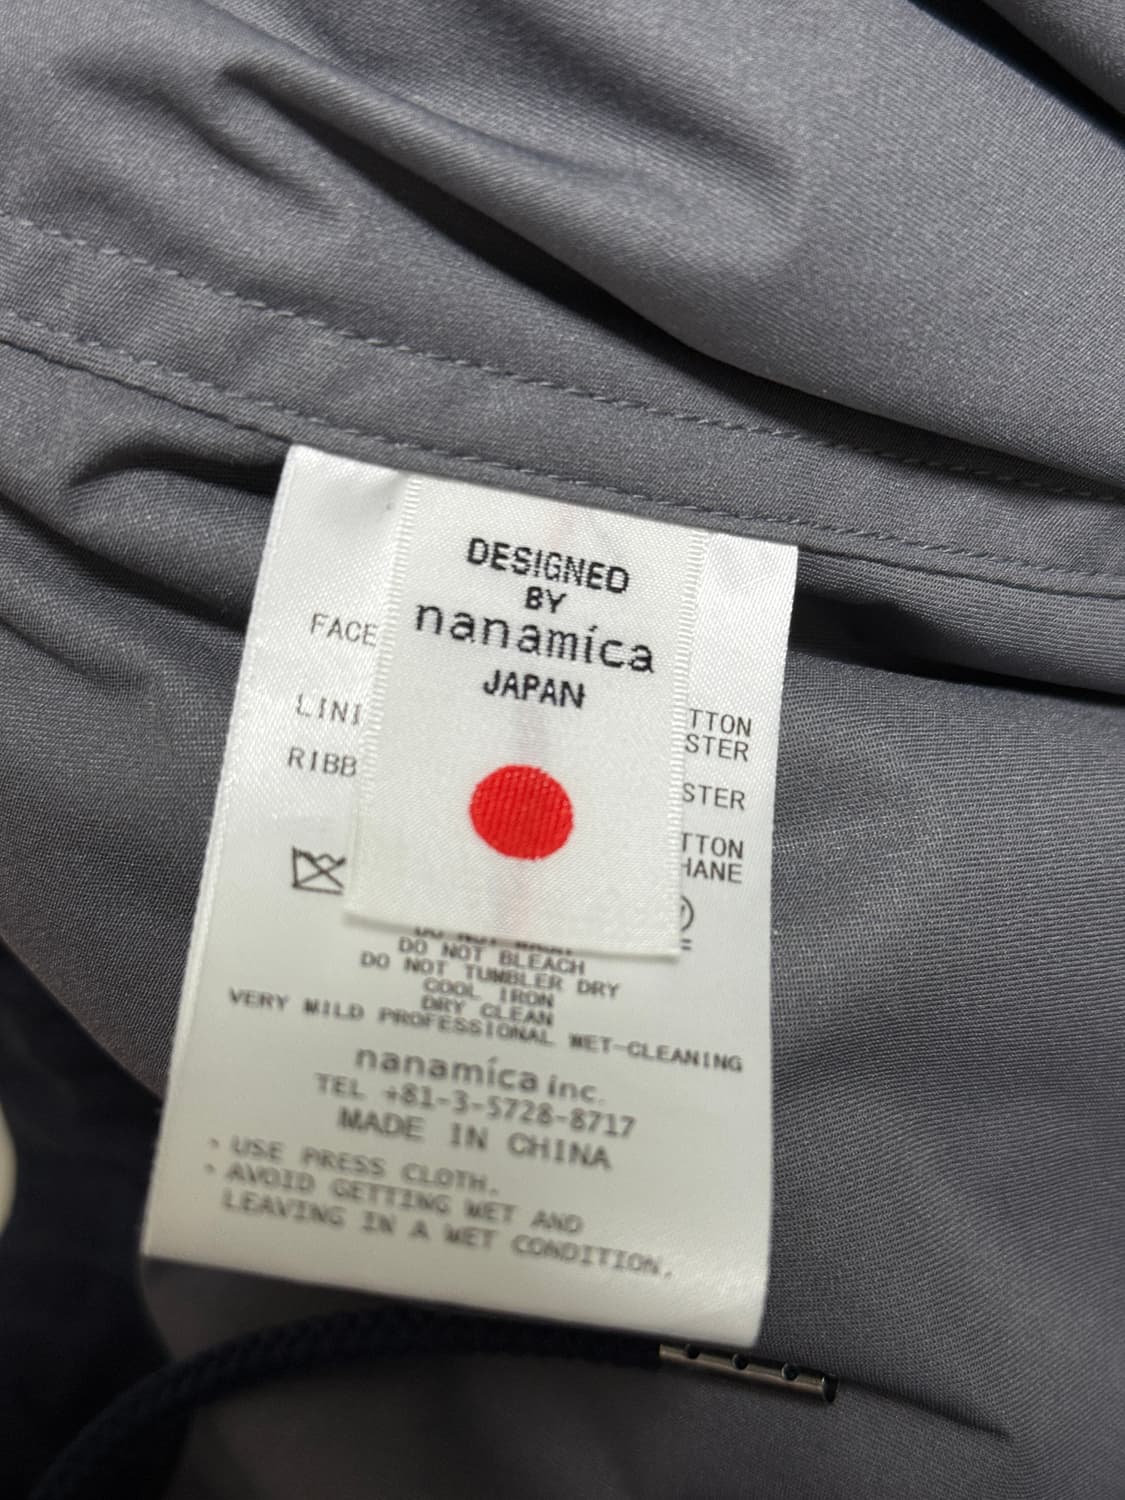 DESIGNED
BY
nanamica
JAPAN
FACE
LINI
TTON
STER
RIBB
STER
TTON
HANE
DO NOT BLEACH
DO NOT TUMBLER DRY
COOL IRON
DRY CLEAN
VERY MILD PROFESSIONAL WET-CLEANING
nanamica inc.
TEL +81-3-5728-8717
MADE IN CHINA
・USE PRESS CLOTH.
・AVOID GETTING WET AND
LEAVING IN A WET CONDITION.